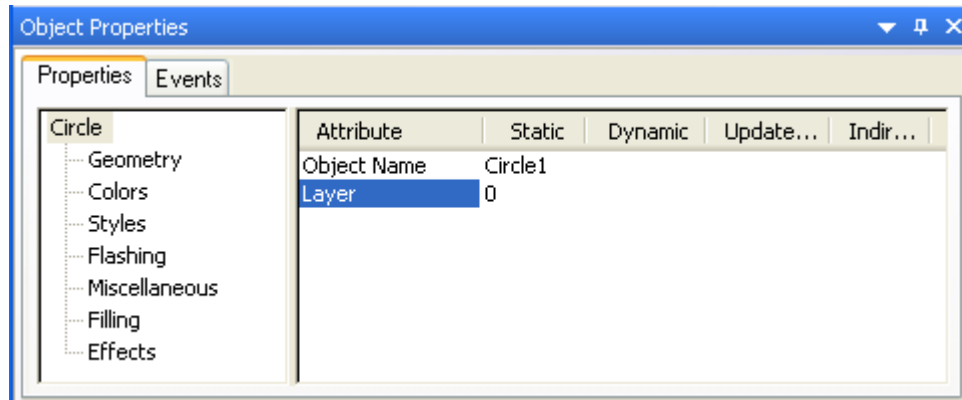 Object Properties
Properties Events
Circle
Geometry
Colors
Styles
Flashing
Miscellaneous
Filling
Effects
Attribute Static Dynamic Update... Indir...
Object Name Circle1
Layer 0